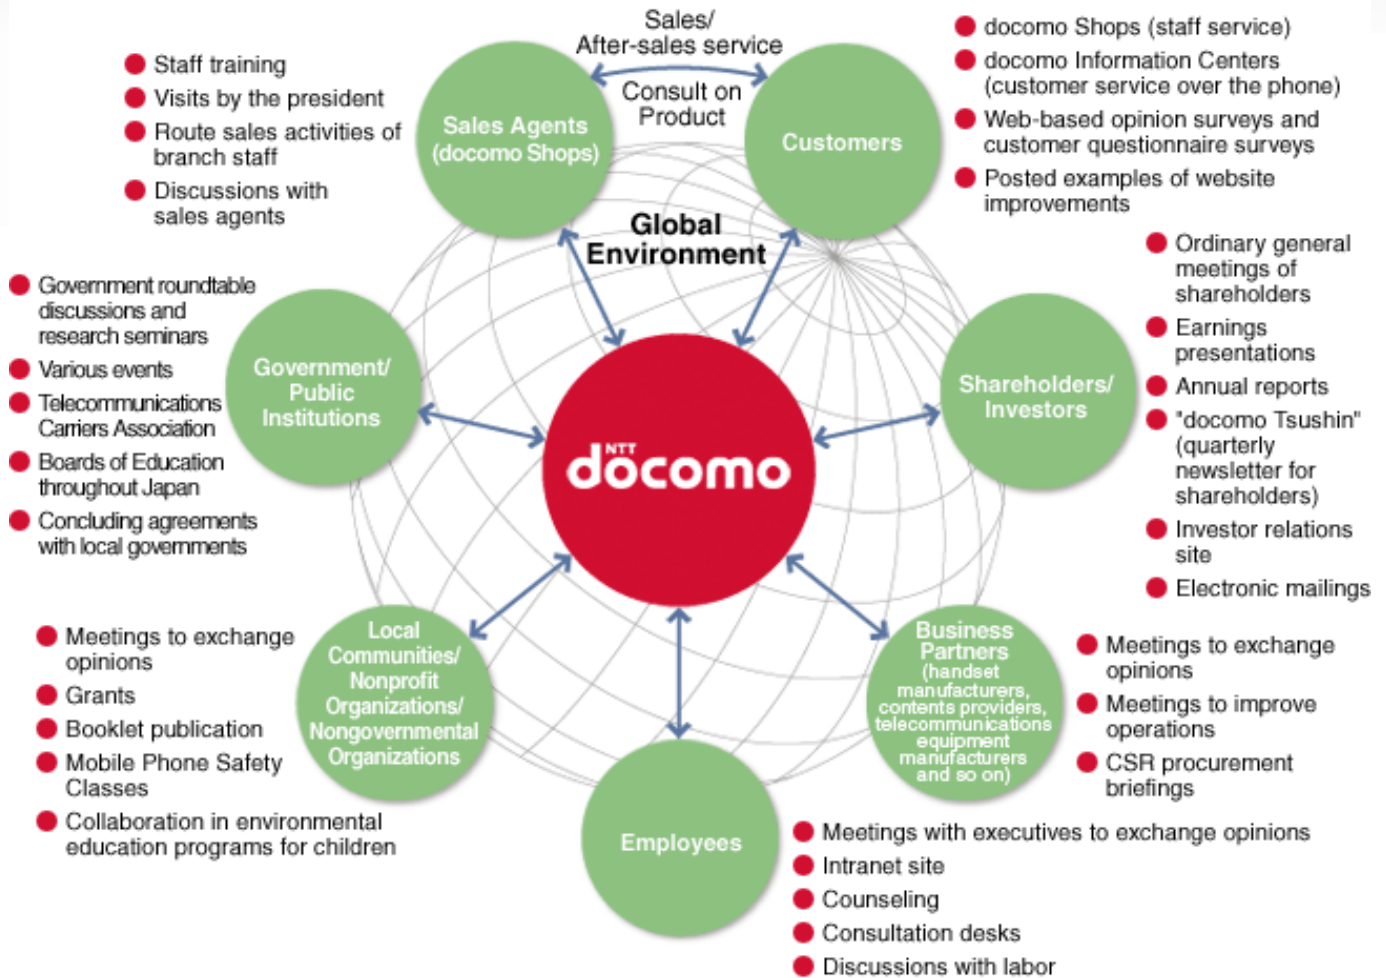 Sales/
After-sales service
Consult on
Product
Sales Agents
(docomo Shops)
Staff training
Visits by the president
Route sales activities of
branch staff
Discussions with
sales agents
Customers
docomo Shops (staff service)
docomo Information Centers
(customer service over the phone)
Web-based opinion surveys and
customer questionnaire surveys
Posted examples of website
improvements
Global
Environment
Government/
Public
Institutions
Government roundtable
discussions and
research seminars
Various events
Telecommunications
Carriers Association
Boards of Education
throughout Japan
Concluding agreements
with local governments
NTT
docomo
Shareholders/
Investors
Ordinary general
meetings of
shareholders
Earnings
presentations
Annual reports
"docomo Tsushin"
(quarterly
newsletter for
shareholders)
Investor relations
site
Electronic mailings
Local
Communities/
Nonprofit
Organizations/
Nongovernmental
Organizations
Meetings to exchange
opinions
Grants
Booklet publication
Mobile Phone Safety
Classes
Collaboration in environmental
education programs for children
Business
Partners
(handset
manufacturers,
contents providers,
telecommunications
equipment
manufacturers
and so on)
Meetings to exchange
opinions
Meetings to improve
operations
CSR procurement
briefings
Employees
Meetings with executives to exchange opinions
Intranet site
Counseling
Consultation desks
Discussions with labor